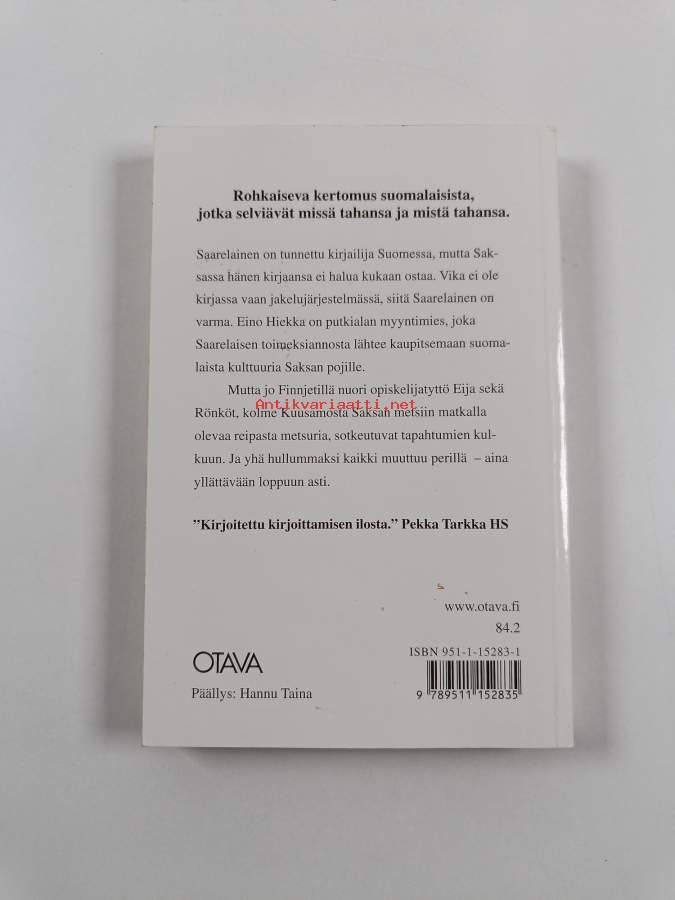 Rohkaiseva kertomus suomalaisista,
jotka selviävät missä tahansa ja mistä tahansa.
Saarelainen on tunnettu kirjailija Suomessa, mutta Sak-
sassa hänen kirjaansa ei halua kukaan ostaa. Vika ei ole
kirjassa vaan jakelujärjestelmässä, siitä Saarelainen on
varma. Eino Hiekka on putkialan myyntimies, joka
Saarelaisen toimeksiannosta lähtee kaupitsemaan suoma-
laista kulttuuria Saksan pojille.
Mutta jo Finnjetillä nuori opiskelijatyttö Eija sekä
Antikvariaatti.net
Rönköt, kolme Kuusamosta Saksan metsiin matkalla
olevaa reipasta metsuria, sotkeutuvat tapahtumien kul-
kuun. Ja yhä hullummaksi kaikki muuttuu perillä – aina
yllättävään loppuun asti.
”Kirjoitettu kirjoittamisen ilosta.” Pekka Tarkka HS
www.otava.fi
84.2
ISBN 951-1-15283-1
OTAVA
Päällys: Hannu Taina
9 789511 152835